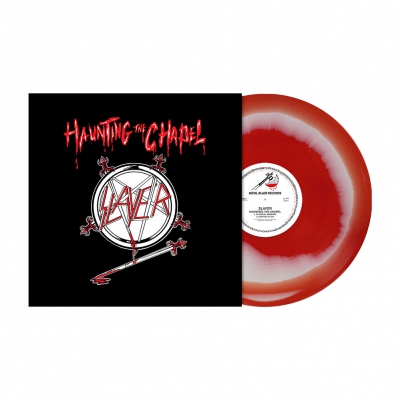 HAUNTING THE CHAPEL
SLAYER
METAL BLADE RECORDS
SLAYER
HAUNTING THE CHAPEL